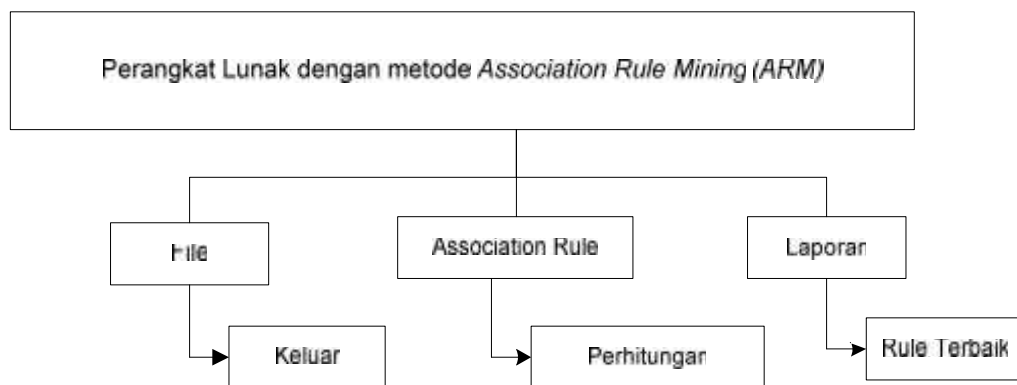 Perangkat Lunak dengan metode Association Rule Mining (ARM)
File
Association Rule
Laporan
Keluar
Perhitungan
Rule Terbaik